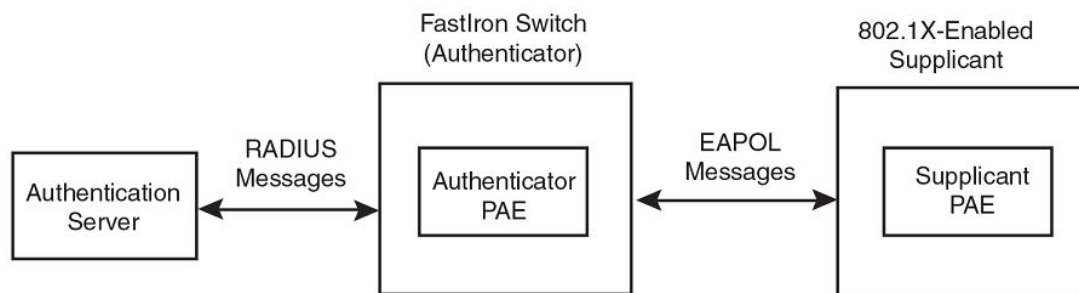 FastIron Switch
(Authenticator)
802.1X-Enabled
Supplicant
RADIUS
Messages
EAPOL
Messages
Authentication
Server
Authenticator
PAE
Supplicant
PAE